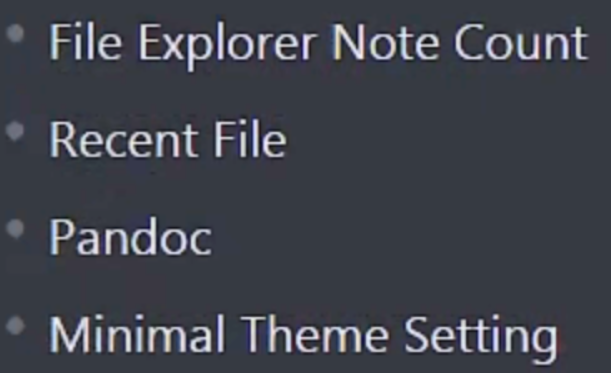 File Explorer Note Count
Recent File
Pandoc
Minimal Theme Setting